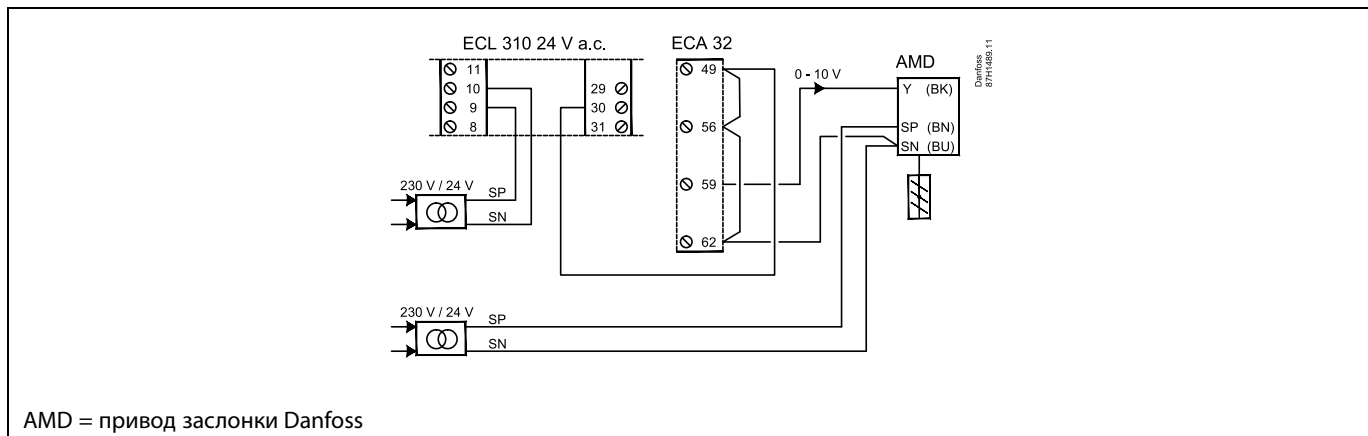 ECL 310 24 V a.c.
ECA 32
11
10
9
8
29
30
31
49
56
59
62
0 - 10 V
AMD
Y (BK)
SP (BN)
SN (BU)
Danfoss
87H1489.11
230 V / 24 V
SP
SN
230 V / 24 V
SP
SN
AMD = привод заслонки Danfoss